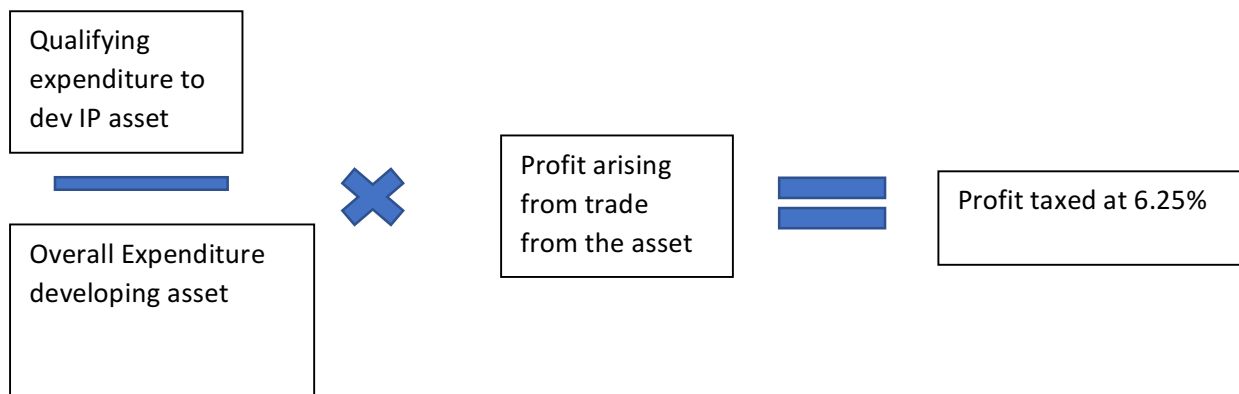 Qualifying
expenditure to
dev IP asset
Overall Expenditure
developing asset
Profit arising
from trade
from the asset
Profit taxed at 6.25%